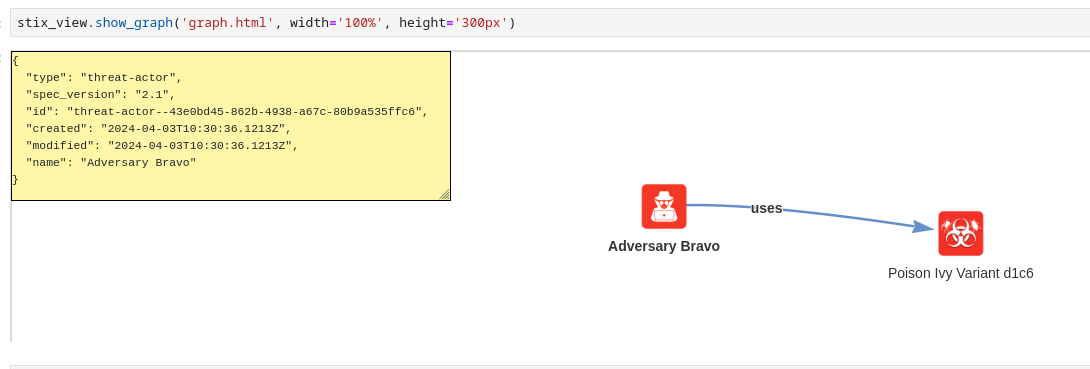 stix_view.show_graph('graph.html', width='100%', height='300px')
{
  "type": "threat-actor",
  "spec_version": "2.1",
  "id": "threat-actor--43e0bd45-862b-4938-a67c-80b9a535ffc6",
  "created": "2024-04-03T10:30:36.1213Z",
  "modified": "2024-04-03T10:30:36.1213Z",
  "name": "Adversary Bravo"
}
uses
Adversary Bravo
Poison Ivy Variant d1c6